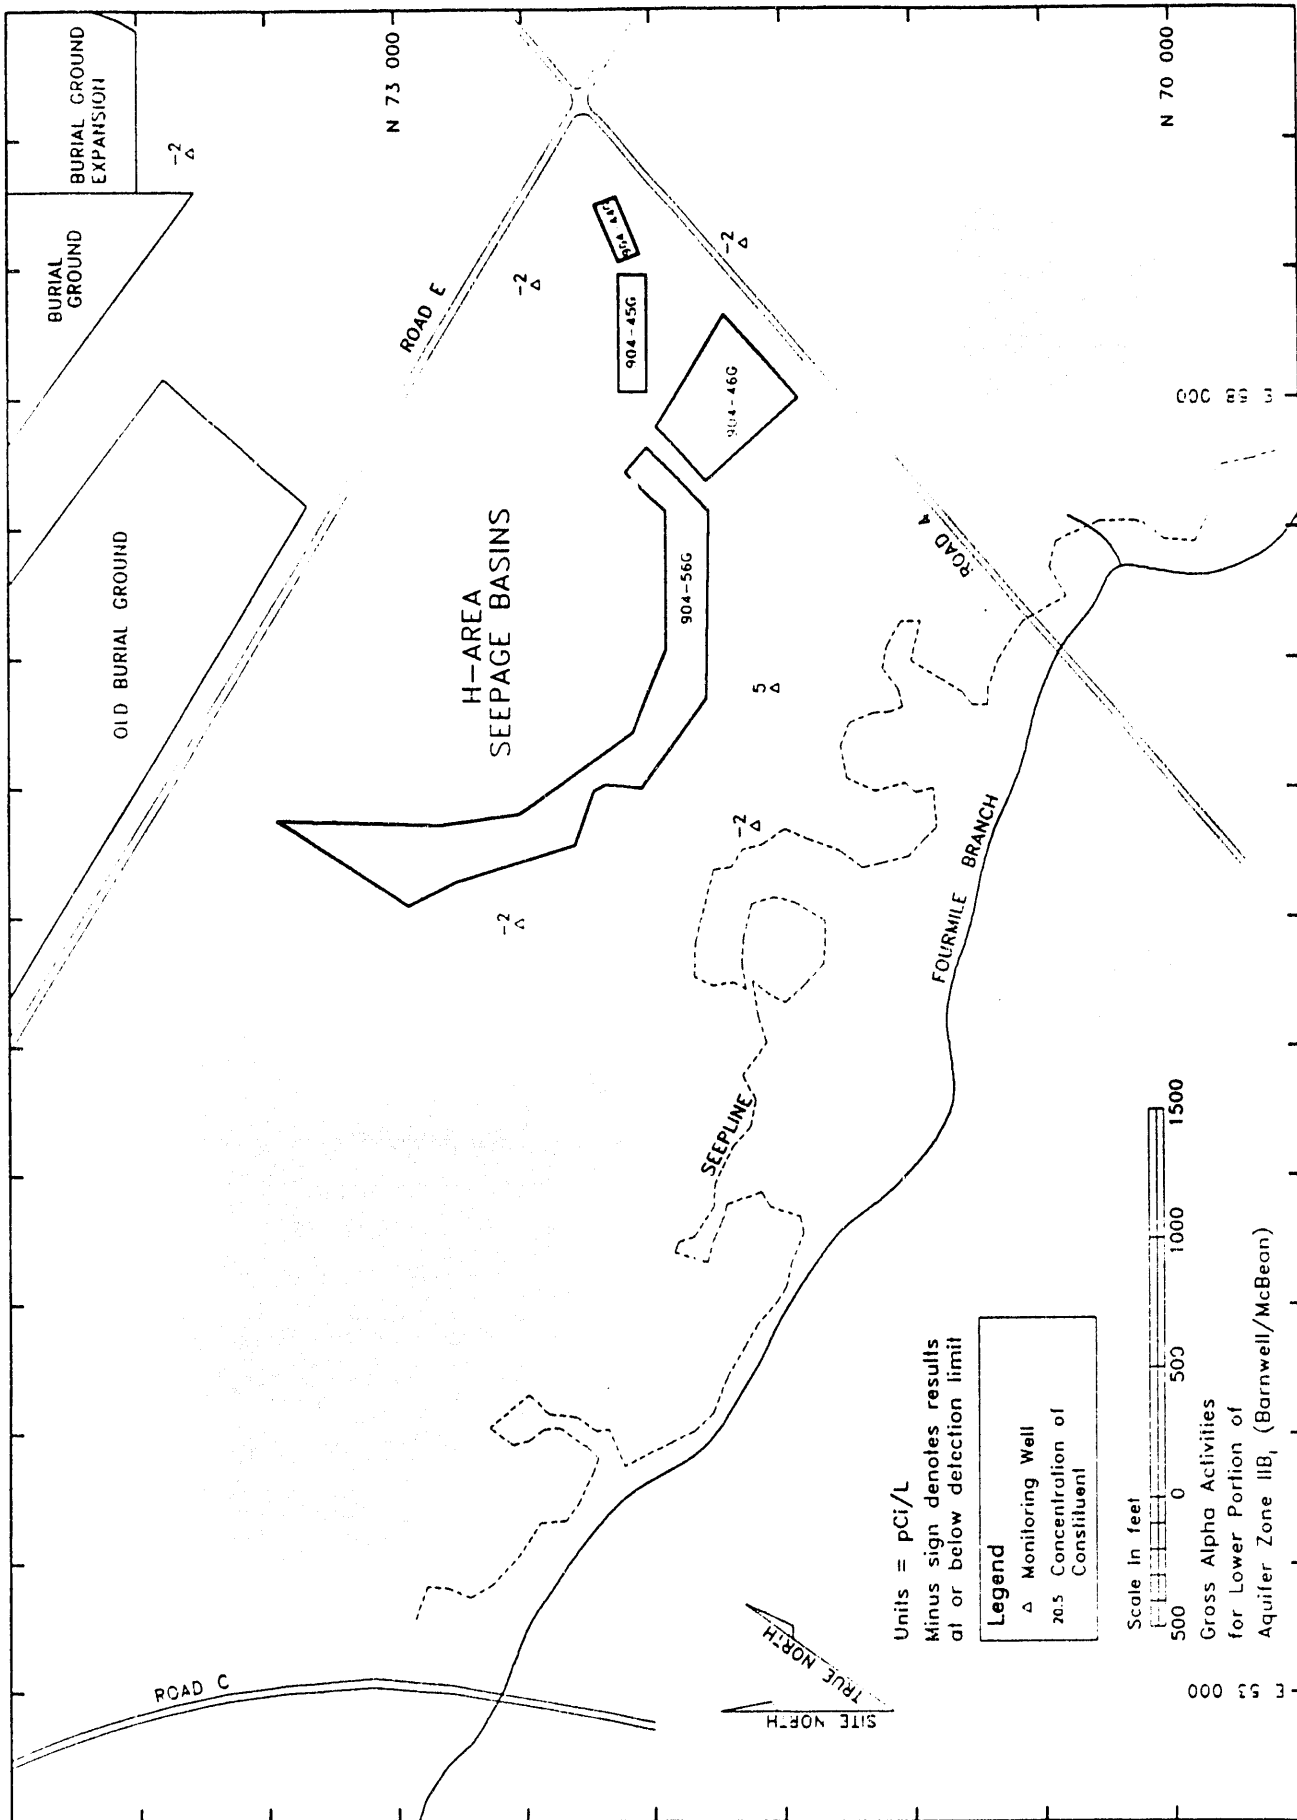 BURIAL GROUND
EXPANSION
BURIAL
GROUND
OLD BURIAL GROUND
-2
N 73 000
N 70 000
ROAD E
-2
-2
904-44G
904-45G
904-46G
904-56G
H-AREA
SEEPAGE BASINS
5
-2
-2
ROAD A
E 58 000
FOURMILE BRANCH
SEEPLINE
ROAD C
SITE NORTH
TRUE NORTH
E 53 000
Units = pCi/L
Minus sign denotes results
at or below detection limit
Legend
Δ Monitoring Well
20.5 Concentration of
Constituent
Scale in feet
500 0 500 1000 1500
Gross Alpha Activities
for Lower Portion of
Aquifer Zone IIB₁ (Barnwell/McBean)